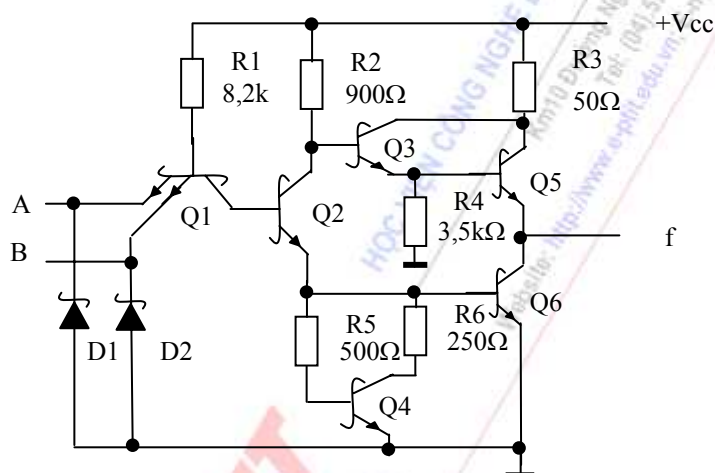 +Vcc
R1
8,2k
R2
900Ω
R3
50Ω
Q3
Q5
A
Q1
Q2
R4
3,5kΩ
f
B
Q6
D1
D2
R5
500Ω
R6
250Ω
Q4